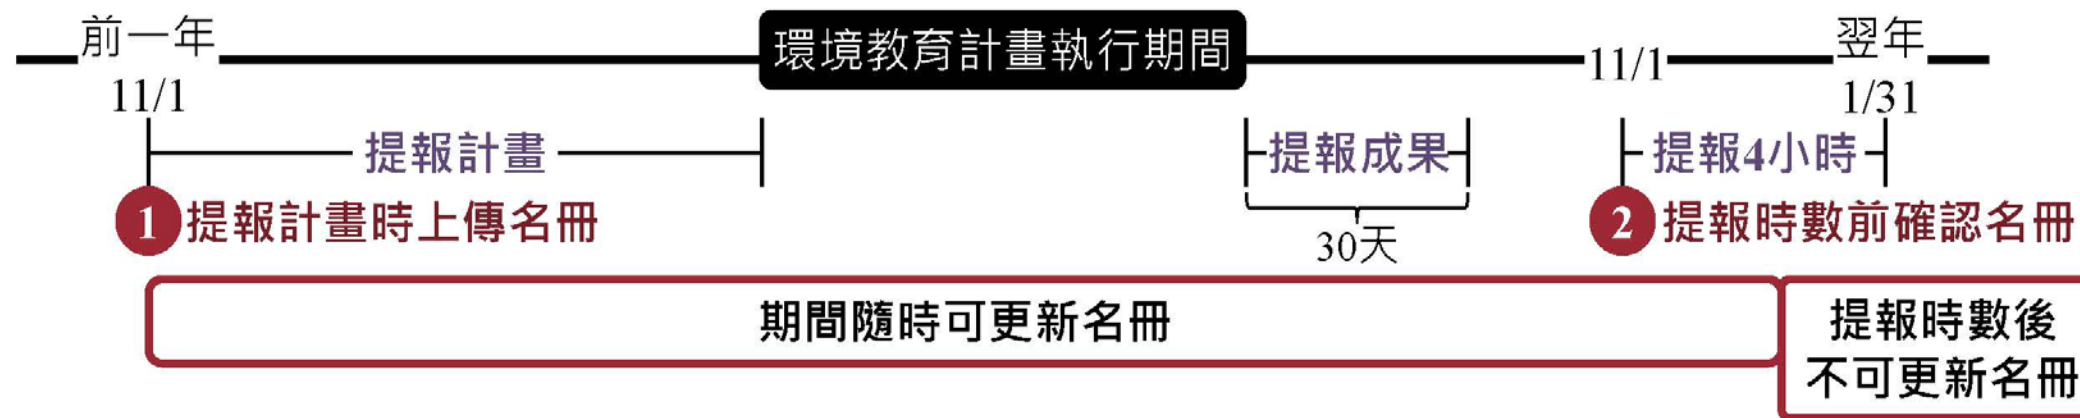 前一年
環境教育計畫執行期間
翌年
11/1
11/1
1/31
提報計畫
提報成果
提報4小時
1 提報計畫時上傳名冊
2 提報時數前確認名冊
30天
期間隨時可更新名冊
提報時數後
不可更新名冊